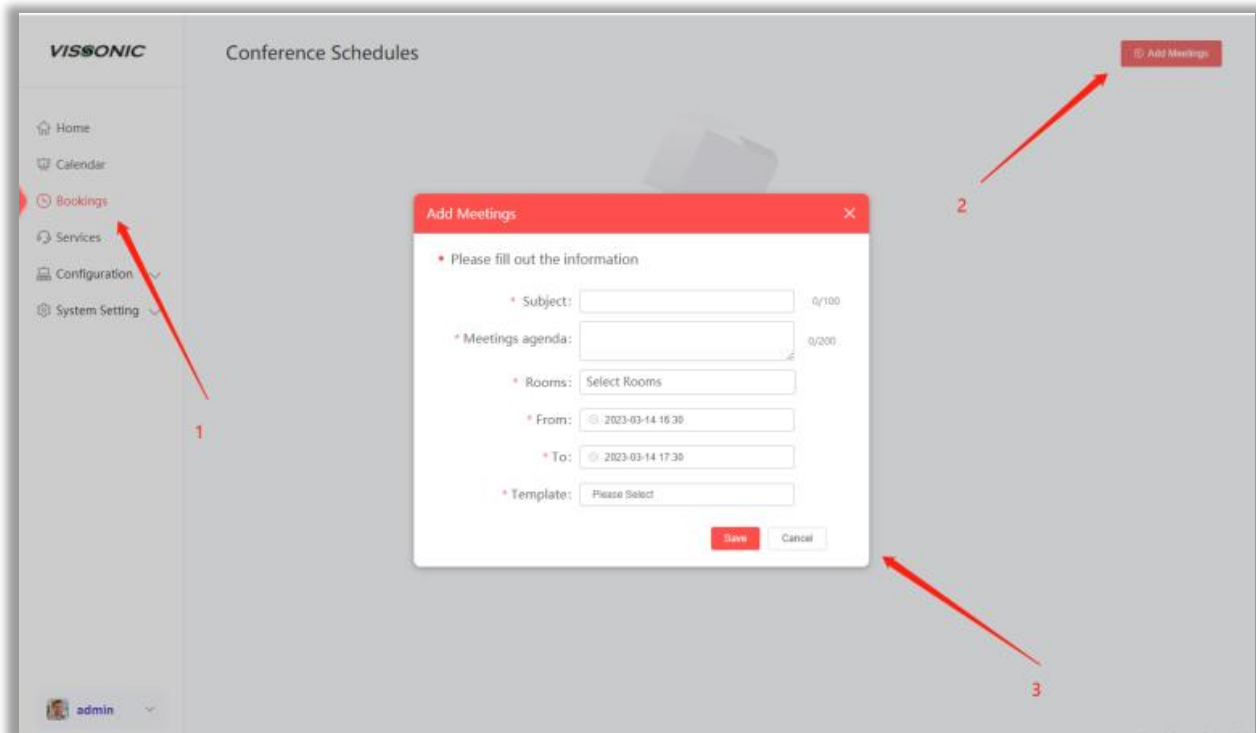 VISSONIC
Conference Schedules
Add Meetings
Home
Calendar
Bookings
Services
Configuration
System Setting
1
2
Add Meetings
* Please fill out the information
* Subject:
0/100
* Meetings agenda:
0/200
* Rooms: Select Rooms
* From: 2023-03-14 16:30
* To: 2023-03-14 17:30
* Template: Please Select
Save Cancel
3
admin